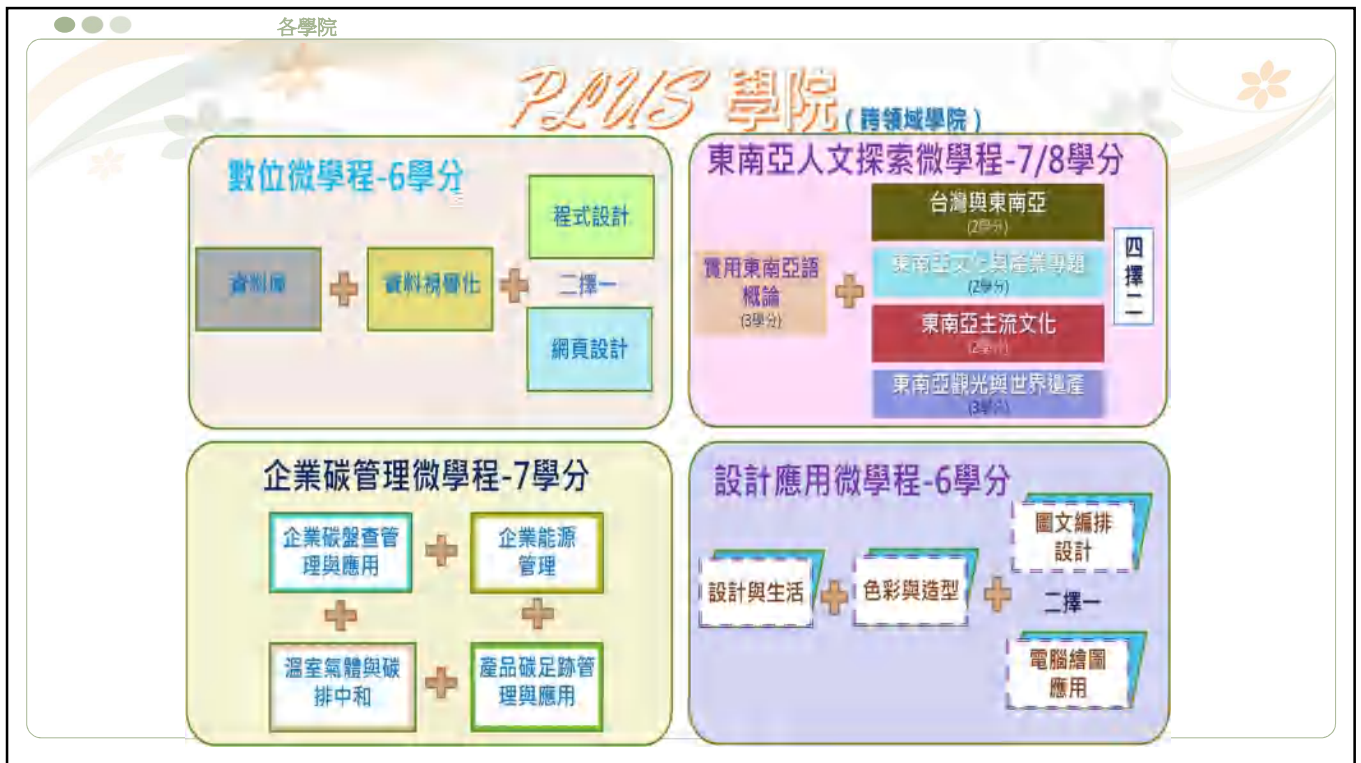 各學院
PLUS 學院(跨領域學院)
數位微學程-6學分
資料庫
資料視覺化
程式設計
二擇一
網頁設計
東南亞人文探索微學程-7/8學分
實用東南亞語
概論
(3學分)
台灣與東南亞
(2學分)
東南亞文化與產業專題
(2學分)
東南亞主流文化
(2學分)
東南亞觀光與世界遺產
(3學分)
四擇二
企業碳管理微學程-7學分
企業碳盤查管
理與應用
企業能源
管理
溫室氣體與碳
排中和
產品碳足跡管
理與應用
設計應用微學程-6學分
設計與生活
色彩與造型
圖文編排
設計
二擇一
電腦繪圖
應用